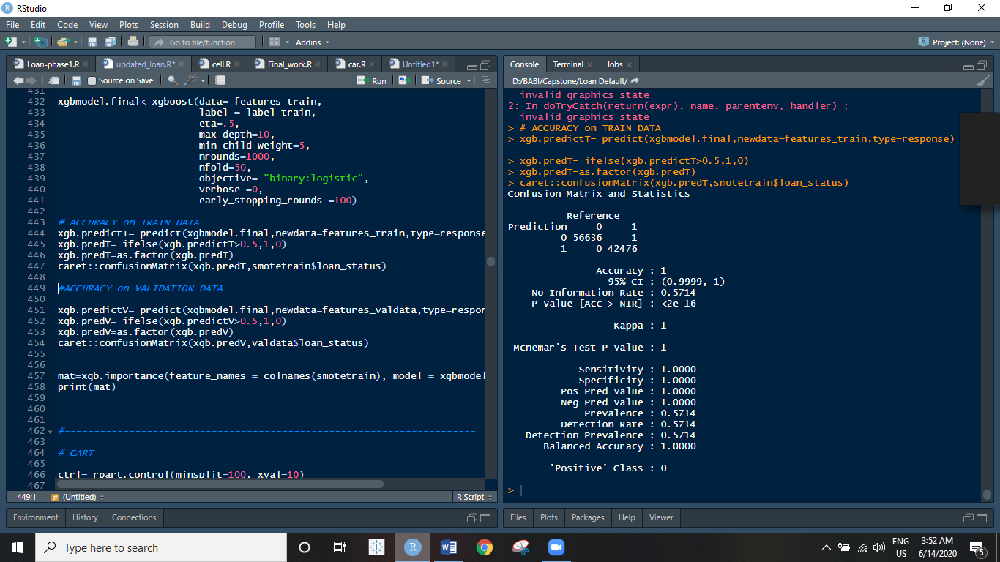 RStudio
File Edit Code View Plots Session Build Debug Profile Tools Help
Go to file/function Addins Project: (None)
Loan-phase1.R updated_loan.R* cell.R Final_work.R car.R Untitled1*
Source on Save Run Source
431
432 xgbmodel.final<-xgboost(data= features_train,
433 label = label_train,
434 eta=.5,
435 max_depth=10,
436 min_child_weight=5,
437 nrounds=1000,
438 nfold=50,
439 objective= "binary:logistic",
440 verbose =0,
441 early_stopping_rounds =100)
442
443 # ACCURACY on TRAIN DATA
444 xgb.predictT= predict(xgbmodel.final,newdata=features_train,type=response
445 xgb.predT= ifelse(xgb.predictT>0.5,1,0)
446 xgb.predT=as.factor(xgb.predT)
447 caret::confusionMatrix(xgb.predT,smotetrain$loan_status)
448
449 #ACCURACY on VALIDATION DATA
450
451 xgb.predictV= predict(xgbmodel.final,newdata=features_valdata,type=respor
452 xgb.predV= ifelse(xgb.predictV>0.5,1,0)
453 xgb.predV=as.factor(xgb.predV)
454 caret::confusionMatrix(xgb.predV,valdata$loan_status)
455
456
457 mat=xgb.importance(feature_names = colnames(smotetrain), model = xgbmodel
458 print(mat)
459
460
461
462 #----------------------------------------------------------------------
463
464 # CART
465
466 ctrl= rpart.control(minsplit=100, xval=10)
467
449:1 # (Untitled) R Script
Environment History Connections
Console Terminal Jobs
D:/BABI/Capstone/Loan Default/
invalid graphics state
2: In doTryCatch(return(expr), name, parentenv, handler) :
invalid graphics state
> # ACCURACY on TRAIN DATA
> xgb.predictT= predict(xgbmodel.final,newdata=features_train,type=response)
> xgb.predT= ifelse(xgb.predictT>0.5,1,0)
> xgb.predT=as.factor(xgb.predT)
> caret::confusionMatrix(xgb.predT,smotetrain$loan_status)
Confusion Matrix and Statistics
Reference
Prediction 0 1
0 56636 1
1 0 42476
Accuracy : 1
95% CI : (0.9999, 1)
No Information Rate : 0.5714
P-Value [Acc > NIR] : <2e-16
Kappa : 1
Mcnemar's Test P-Value : 1
Sensitivity : 1.0000
Specificity : 1.0000
Pos Pred Value : 1.0000
Neg Pred Value : 1.0000
Prevalence : 0.5714
Detection Rate : 0.5714
Detection Prevalence : 0.5714
Balanced Accuracy : 1.0000
'Positive' Class : 0
>
Files Plots Packages Help Viewer
Type here to search
ENG
US
3:52 AM
6/14/2020
5